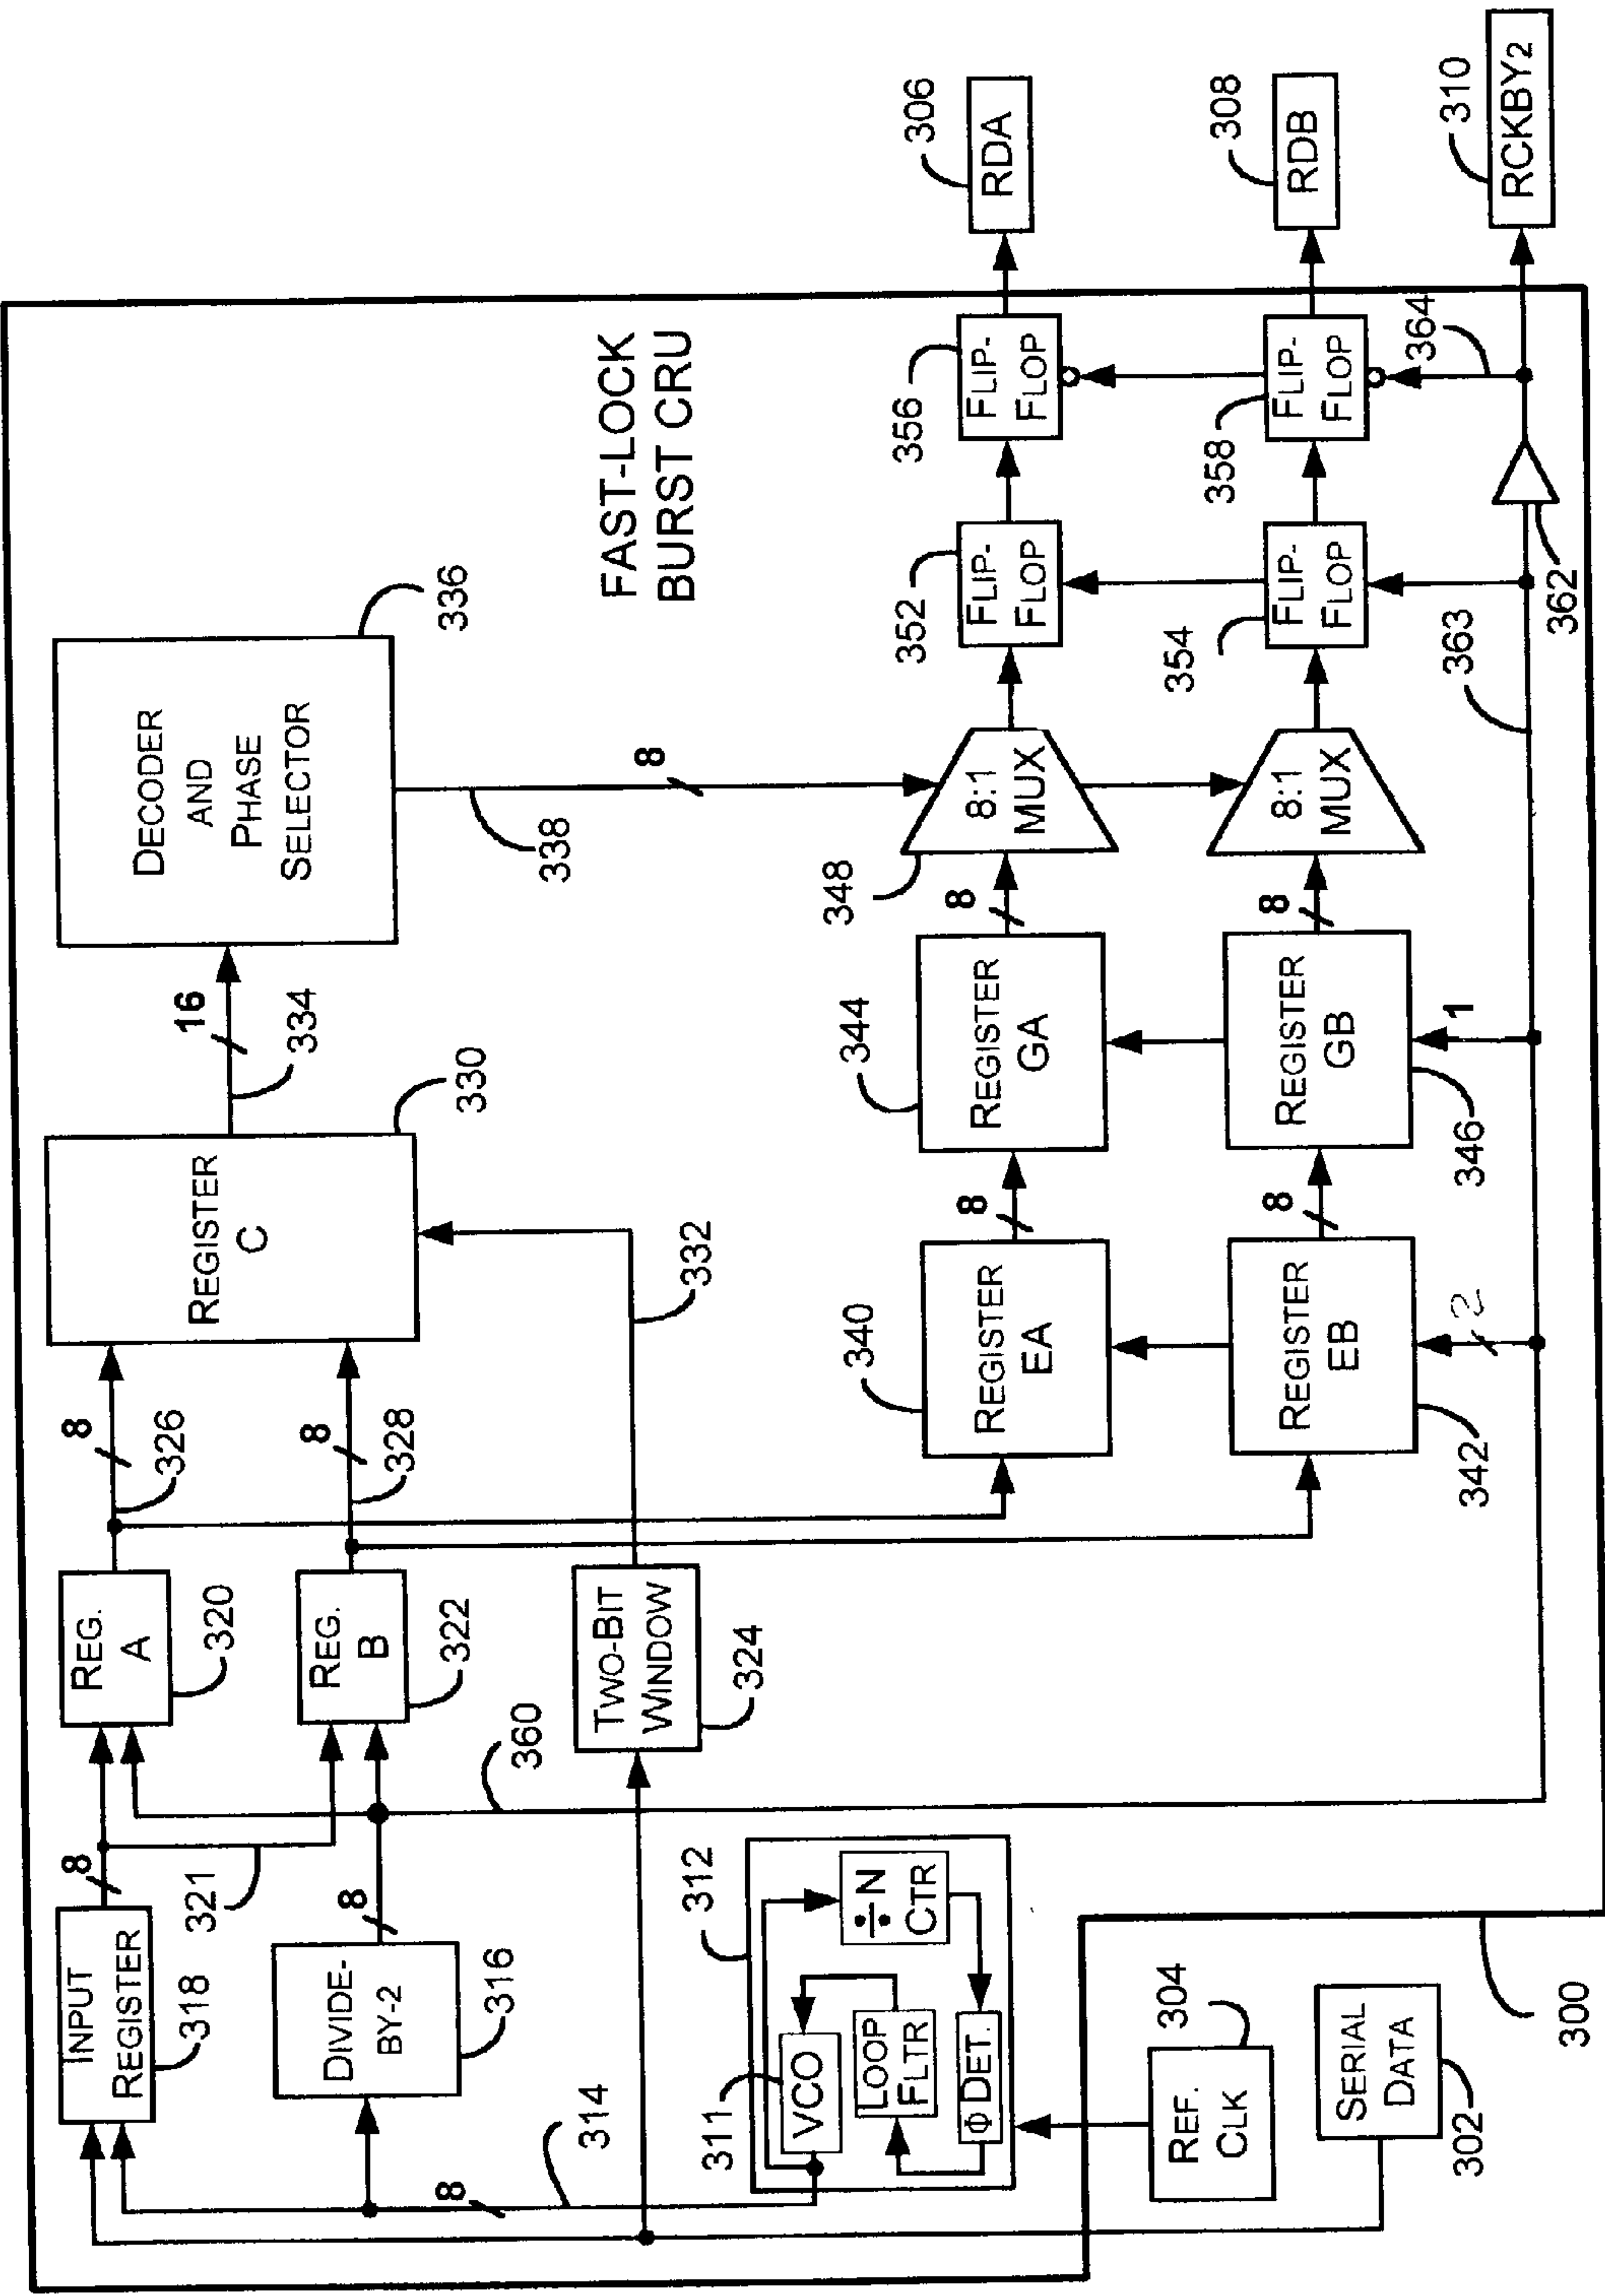 INPUT
REGISTER
318
8
321
REG.
A
320
8
326
REGISTER
C
330
16
334
DECODER
AND
PHASE
SELECTOR
336
DIVIDE-
BY-2
316
8
REG.
B
322
8
328
360
TWO-BIT
WINDOW
324
332
338
8
FAST-LOCK
BURST CRU
314
8
311
VCO
LOOP
FLTR
Φ DET.
÷N
CTR
312
340
REGISTER
EA
8
344
REGISTER
GA
8
348
8:1
MUX
352
FLIP-
FLOP
356
FLIP-
FLOP
306
RDA
REGISTER
EB
342
2
8
REGISTER
GB
346
1
8
8:1
MUX
354
FLIP-
FLOP
358
FLIP-
FLOP
364
308
RDB
363
362
310
RCKBY2
REF.
CLK
304
SERIAL
DATA
302
300